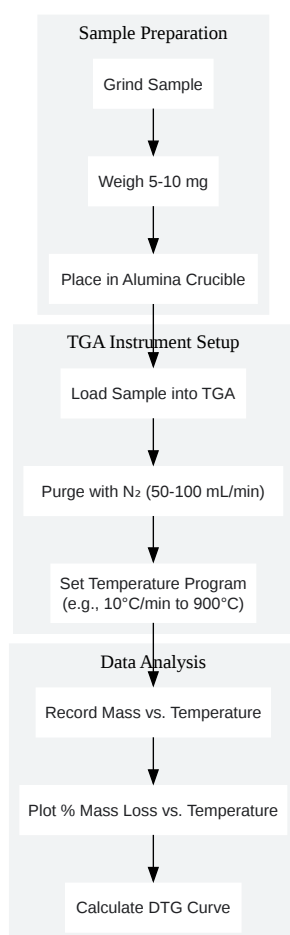 Sample Preparation
Grind Sample
Weigh 5-10 mg
Place in Alumina Crucible
TGA Instrument Setup
Load Sample into TGA
Purge with N₂ (50-100 mL/min)
Set Temperature Program
(e.g., 10°C/min to 900°C)
Data Analysis
Record Mass vs. Temperature
Plot % Mass Loss vs. Temperature
Calculate DTG Curve